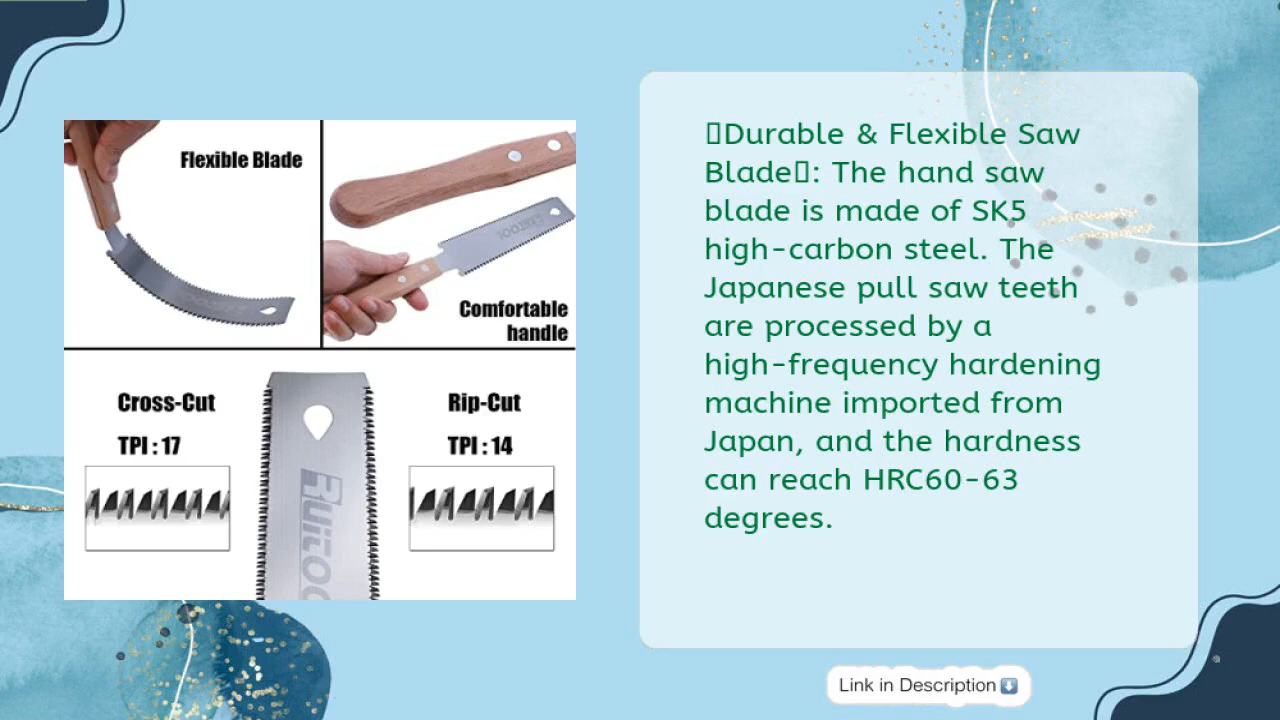 Flexible Blade
Comfortable
handle
Cross-Cut
TPI : 17
Rip-Cut
TPI : 14
RUITOOL
▯Durable & Flexible Saw
Blade▯: The hand saw
blade is made of SK5
high-carbon steel. The
Japanese pull saw teeth
are processed by a
high-frequency hardening
machine imported from
Japan, and the hardness
can reach HRC60-63
degrees.
Link in Description